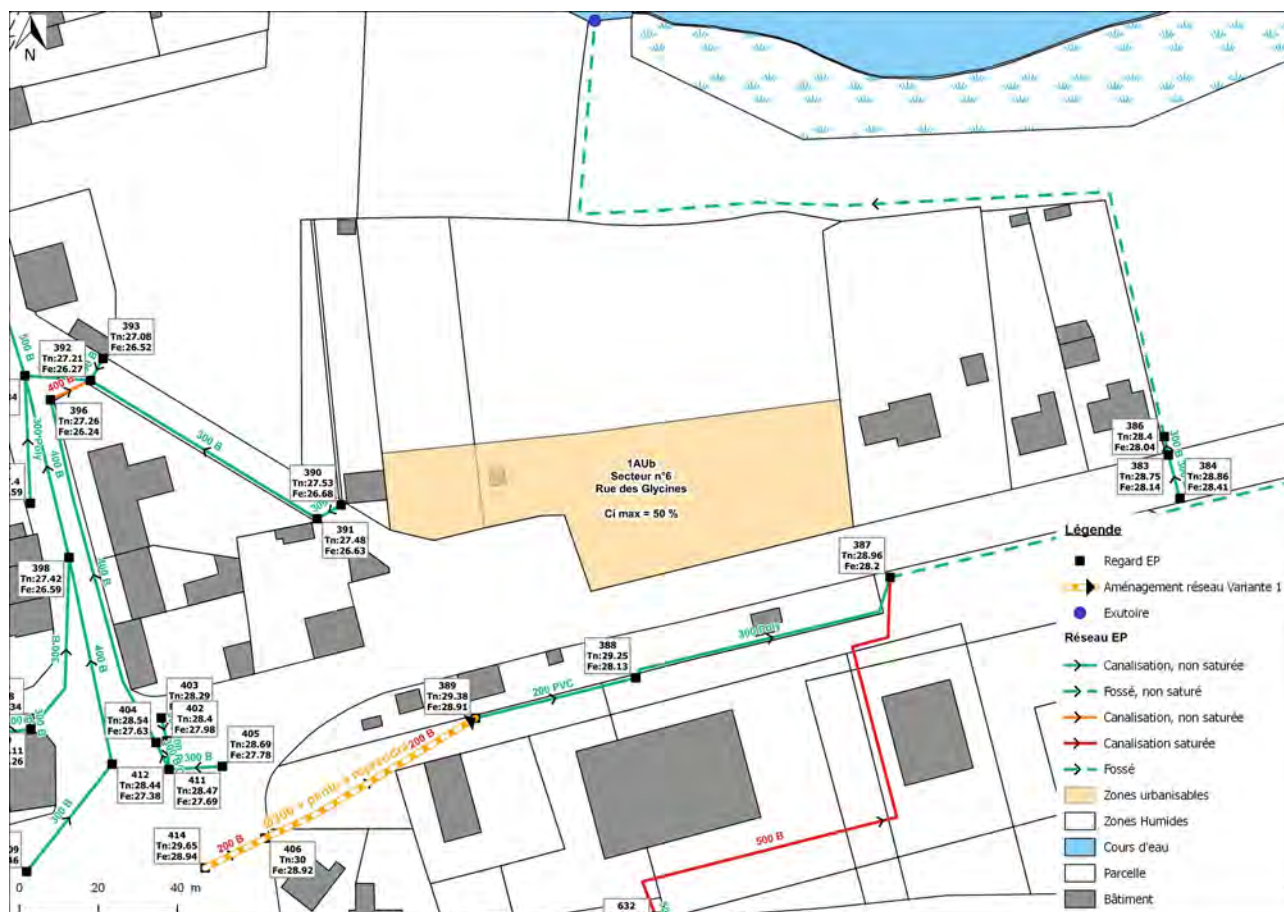 N
393
Tn:27.08
Fe:26.52
392
Tn:27.21
Fe:26.27
500 B
400 B
396
Tn:27.26
Fe:26.24
300 Poly
400 B
300 B
390
Tn:27.53
Fe:26.68
391
Tn:27.48
Fe:26.63
1AUb
Secteur n°6
Rue des Glycines
Ci max = 50 %
386
Tn:28.4
Fe:28.04
300 B
383
Tn:28.75
Fe:28.14
384
Tn:28.86
Fe:28.41
398
Tn:27.42
Fe:26.59
400 B
300 B
400 B
387
Tn:28.96
Fe:28.2
300 Poly
388
Tn:29.25
Fe:28.13
200 PVC
389
Tn:29.38
Fe:28.91
200 B
403
Tn:28.29
402
Tn:28.4
Fe:27.98
404
Tn:28.54
Fe:27.63
405
Tn:28.69
Fe:27.78
300 B
300 B
412
Tn:28.44
Fe:27.38
411
Tn:28.47
Fe:27.69
300 B
414
Tn:29.65
Fe:28.94
200 B
406
Tn:30
Fe:28.92
500 B
632
0 20 40 m
Légende
Regard EP
Aménagement réseau Variante 1
Exutoire
Réseau EP
Canalisation, non saturée
Fossé, non saturé
Canalisation, non saturée
Canalisation saturée
Fossé
Zones urbanisables
Zones Humides
Cours d'eau
Parcelle
Bâtiment